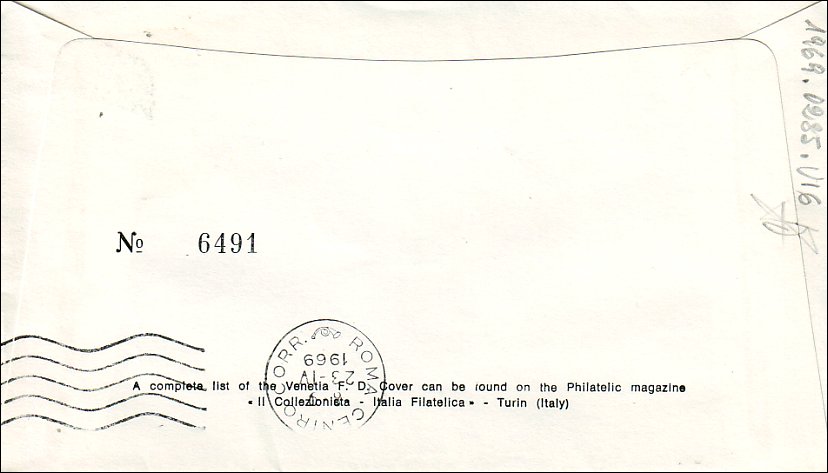 1969.0985.V16
№ 6491
ROMA CENTRO CORR.
1969
23-IV
A complete list of the Venetia F. D. Cover can be found on the Philatelic magazine
« Il Collezionista - Italia Filatelica » - Turin (Italy)